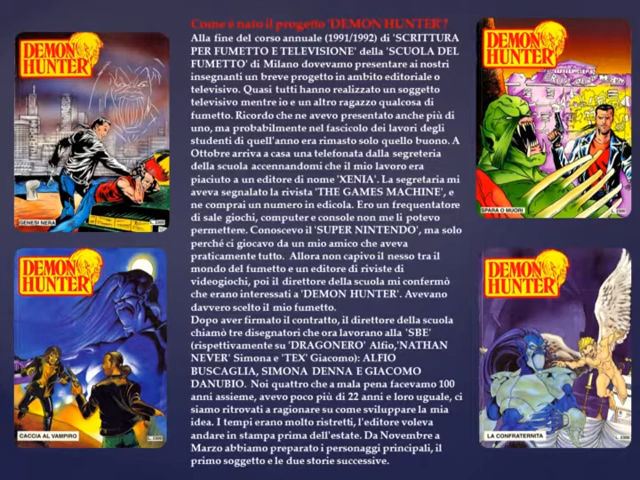 Come è nato il progetto 'DEMON HUNTER'?
Alla fine del corso annuale (1991/1992) di 'SCRITTURA
PER FUMETTO E TELEVISIONE' della 'SCUOLA DEL
FUMETTO' di Milano dovevamo presentare ai nostri
insegnanti un breve progetto in ambito editoriale o
televisivo. Quasi tutti hanno realizzato un soggetto
televisivo mentre io e un altro ragazzo qualcosa di
fumetto. Ricordo che ne avevo presentato anche più di
uno, ma probabilmente nel fascicolo dei lavori degli
studenti di quell'anno era rimasto solo quello buono. A
Ottobre arriva a casa una telefonata dalla segreteria
della scuola accennandomi che il mio lavoro era
piaciuto a un editore di nome 'XENIA'. La segretaria mi
aveva segnalato la rivista 'THE GAMES MACHINE', e
ne comprai un numero in edicola. Ero un frequentatore
di sale giochi, computer e console non me li potevo
permettere. Conoscevo il 'SUPER NINTENDO', ma solo
perché ci giocavo da un mio amico che aveva
praticamente tutto. Allora non capivo il nesso tra il
mondo del fumetto e un editore di riviste di
videogiochi, poi il direttore della scuola mi confermò
che erano interessati a 'DEMON HUNTER'. Avevano
davvero scelto il mio fumetto.
Dopo aver firmato il contratto, il direttore della scuola
chiamò tre disegnatori che ora lavorano alla 'SBE'
(rispettivamente su 'DRAGONERO' Alfio,'NATHAN
NEVER' Simona e 'TEX' Giacomo): ALFIO
BUSCAGLIA, SIMONA DENNA E GIACOMO
DANUBIO. Noi quattro che a mala pena facevamo 100
anni assieme, avevo poco più di 22 anni e loro uguale, ci
siamo ritrovati a ragionare su come sviluppare la mia
idea. I tempi erano molto ristretti, l'editore voleva
andare in stampa prima dell'estate. Da Novembre a
Marzo abbiamo preparato i personaggi principali, il
primo soggetto e le due storie successive.
DEMON
HUNTER
GENESI NERA
DEMON
HUNTER
SPARA O MUORI
DEMON
HUNTER
CACCIA AL VAMPIRO
DEMON
HUNTER
LA CONFRATERNITA